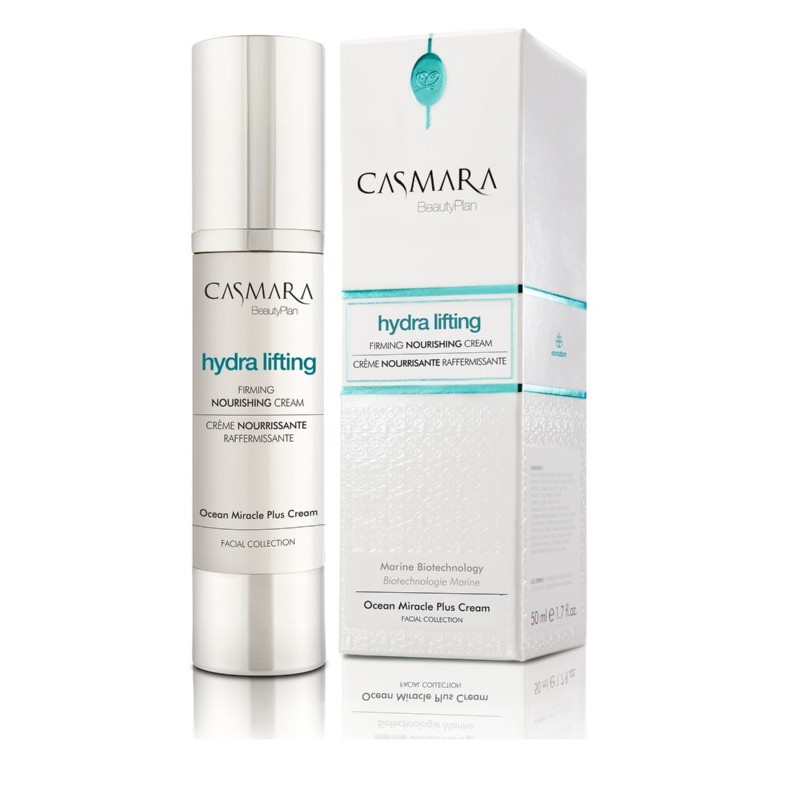 CASMARA
BeautyPlan
hydra lifting
FIRMING
NOURISHING CREAM
CRÈME NOURRISSANTE
RAFFERMISSANTE
Ocean Miracle Plus Cream
FACIAL COLLECTION
CASMARA
BeautyPlan
hydra lifting
FIRMING NOURISHING CREAM
CRÈME NOURRISANTE RAFFERMISSANTE
Marine Biotechnology
Biotechnologie Marine
Ocean Miracle Plus Cream
FACIAL COLLECTION
50 ml e 1.7 fl.oz.